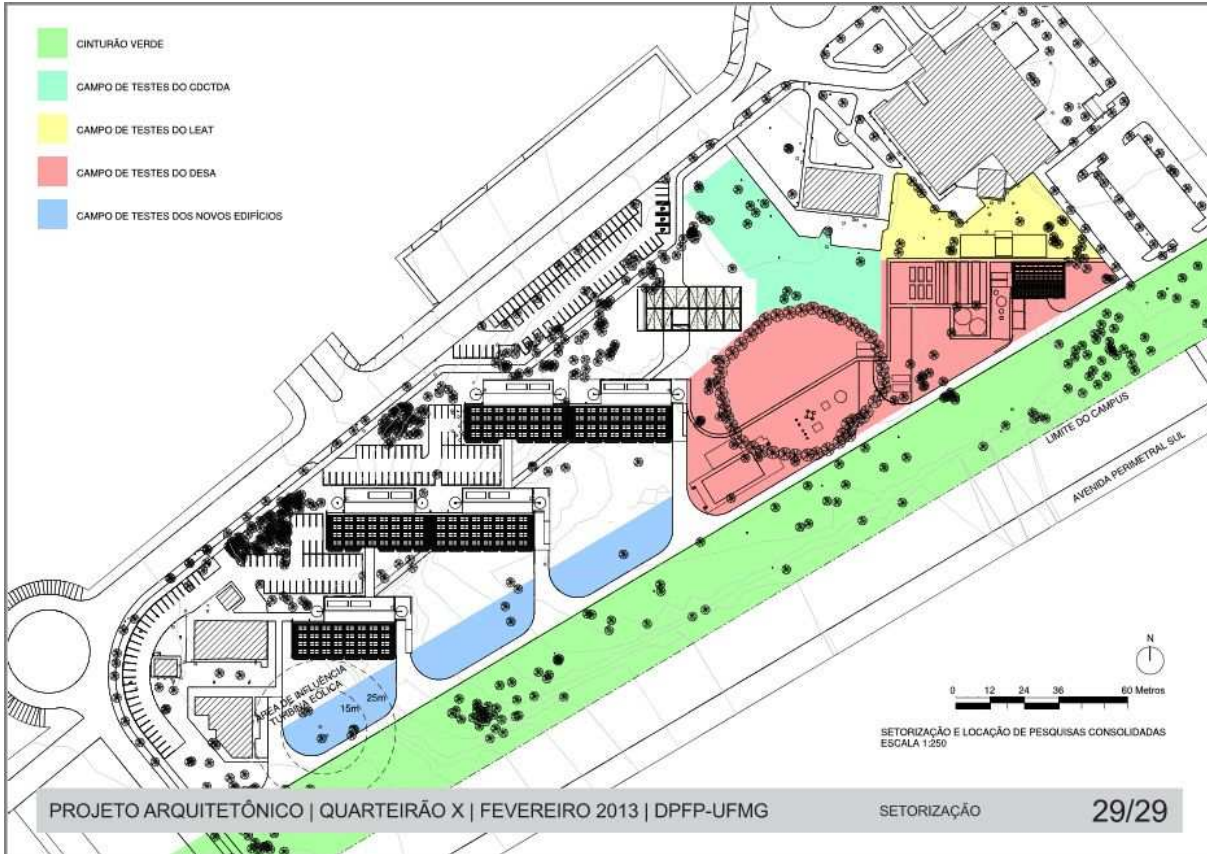 CINTURÃO VERDE
CAMPO DE TESTES DO CDCTDA
CAMPO DE TESTES DO LEAT
CAMPO DE TESTES DO DESA
CAMPO DE TESTES DOS NOVOS EDIFÍCIOS
LIMITE DO CAMPUS
AVENIDA PERIMETRAL SUL
ÁREA DE INFLUÊNCIA
TURBINA EÓLICA
15m
25m
N
0 12 24 36 60 Metros
SETORIZAÇÃO E LOCAÇÃO DE PESQUISAS CONSOLIDADAS
ESCALA 1:250
PROJETO ARQUITETÔNICO | QUARTEIRÃO X | FEVEREIRO 2013 | DPFP-UFMG SETORIZAÇÃO 29/29